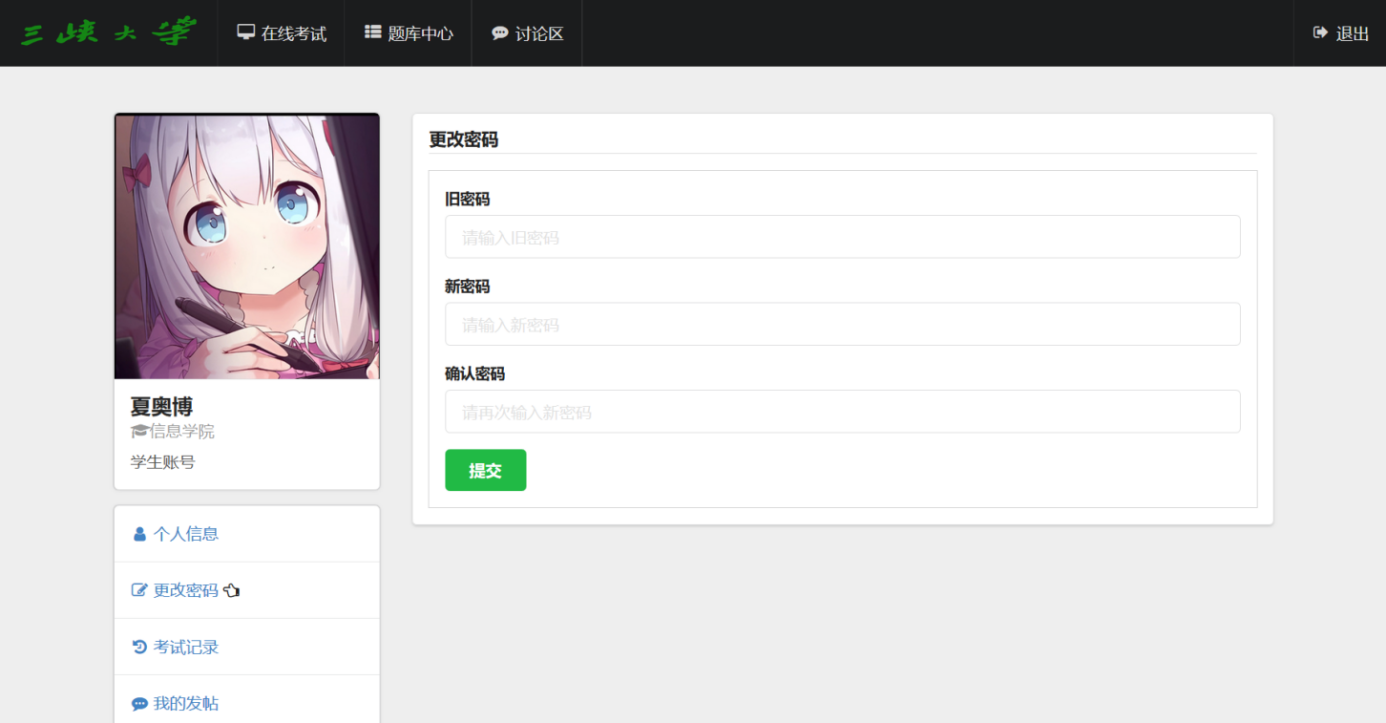 三峡大学
在线考试
题库中心
讨论区
退出
夏奥博
信息学院
学生账号
个人信息
更改密码
考试记录
我的发帖
更改密码
旧密码
请输入旧密码
新密码
请输入新密码
确认密码
请再次输入新密码
提交